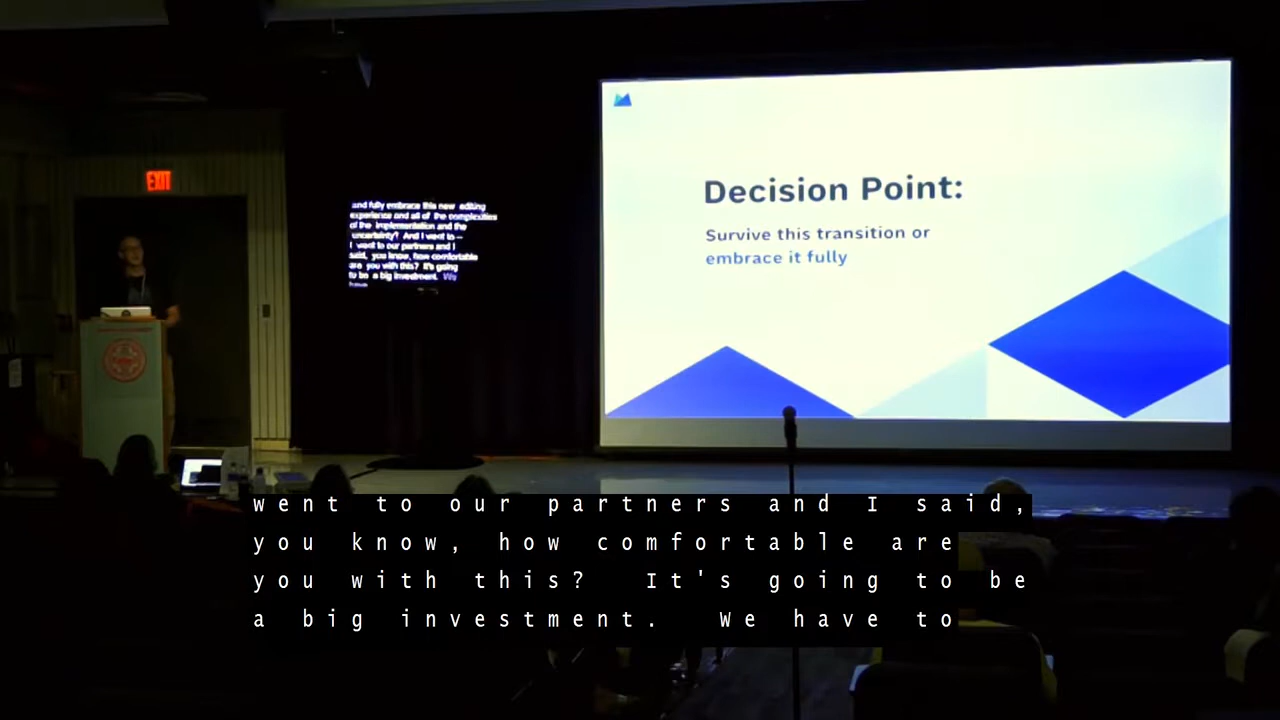 EXIT
and fully embrace this new editing
experience and all of the complexities
of the implementation and the
uncertainty? And I went to --
I went to our partners and I
said, you know, how comfortable
are you with this? It's going
to be a big investment. We
have
Decision Point:
Survive this transition or
embrace it fully
went to our partners and I said,
you know, how comfortable are
you with this? It's going to be
a big investment. We have to